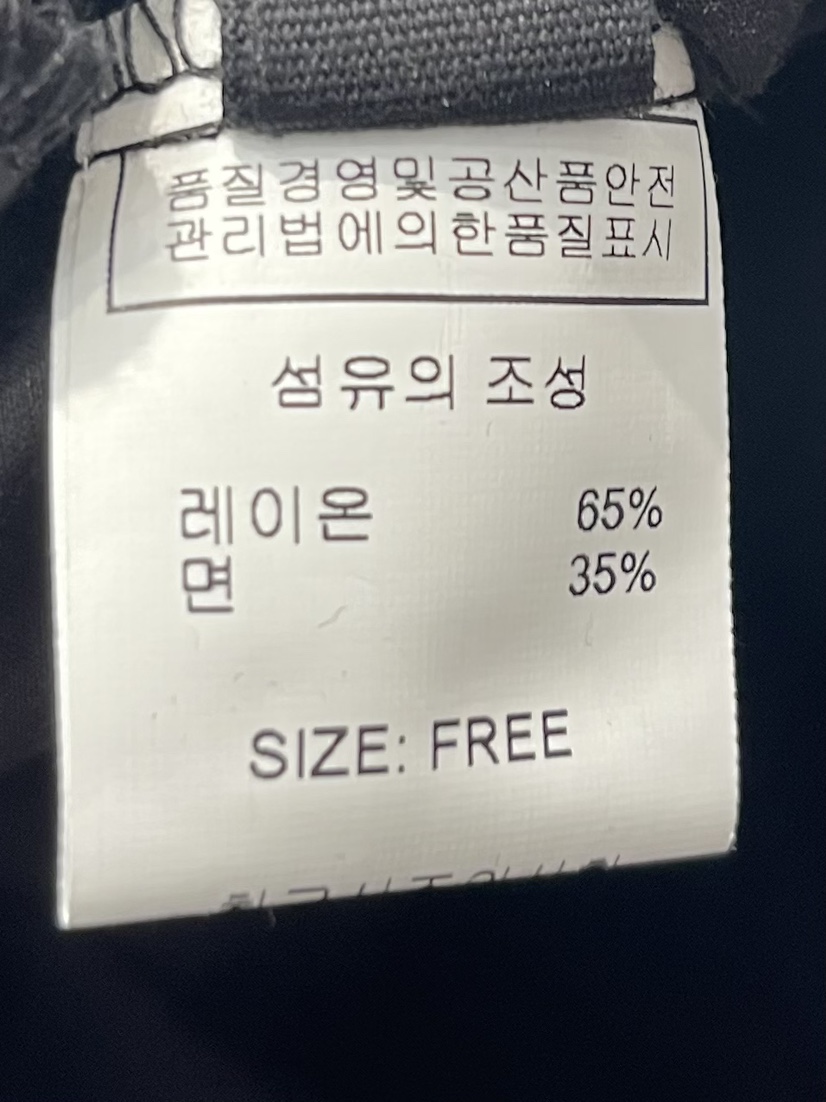 품질경영및공산품안전
관리법에의한품질표시
섬유의 조성
레이온 65%
면 35%
SIZE: FREE